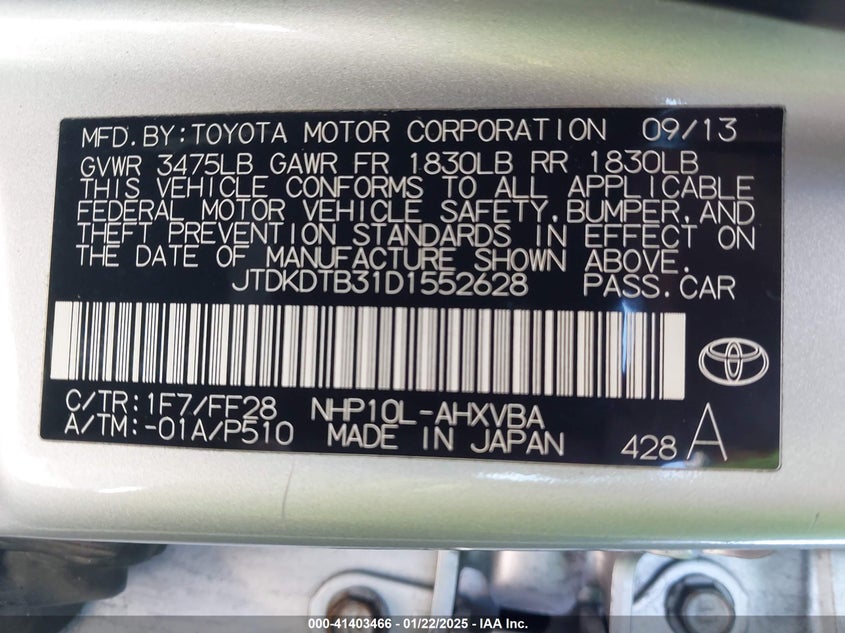 MFD.BY:TOYOTA MOTOR CORPORATION 09/13
GVWR 3475LB GAWR FR 1830LB RR 1830LB
THIS VEHICLE CONFORMS TO ALL APPLICABLE
FEDERAL MOTOR VEHICLE SAFETY,BUMPER,AND
THEFT PREVENTION STANDARDS IN EFFECT ON
THE DATE OF MANUFACTURE SHOWN ABOVE.
JTDKDTB31D1552628 PASS.CAR
C/TR:1F7/FF28 NHP10L-AHXVBA
A/TM:-01A/P510 MADE IN JAPAN 428 A
000-41403466 - 01/22/2025 - IAA Inc.